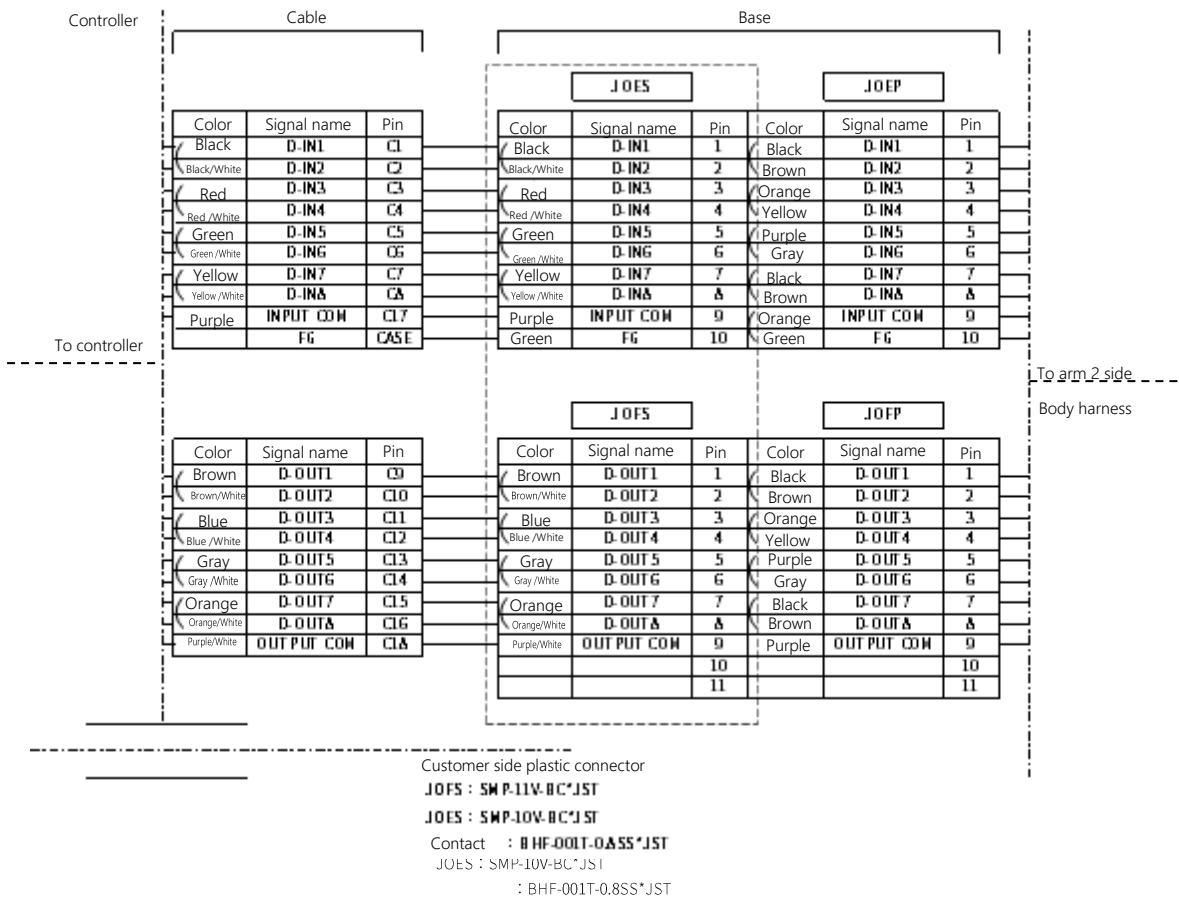 Controller Cable Base
JOES JOEP
Color Signal name Pin Color Signal name Pin Color Signal name Pin
Black D-IN1 C1 Black D-IN1 1 Black D-IN1 1
Black/White D-IN2 C2 Black/White D-IN2 2 Brown D-IN2 2
Red D-IN3 C3 Red D-IN3 3 Orange D-IN3 3
Red /White D-IN4 C4 Red /White D-IN4 4 Yellow D-IN4 4
Green D-IN5 C5 Green D-IN5 5 Purple D-IN5 5
Green /White D-IN6 C6 Green /White D-IN6 6 Gray D-IN6 6
Yellow D-IN7 C7 Yellow D-IN7 7 Black D-IN7 7
Yellow /White D-IN8 C8 Yellow /White D-IN8 8 Brown D-IN8 8
Purple INPUT COM C17 Purple INPUT COM 9 Orange INPUT COM 9
FG CASE Green FG 10 Green FG 10
To controller
To arm 2 side
Body harness
JOFS JOFP
Color Signal name Pin Color Signal name Pin Color Signal name Pin
Brown D-OUT1 C9 Brown D-OUT1 1 Black D-OUT1 1
Brown/White D-OUT2 C10 Brown/White D-OUT2 2 Brown D-OUT2 2
Blue D-OUT3 C11 Blue D-OUT3 3 Orange D-OUT3 3
Blue /White D-OUT4 C12 Blue /White D-OUT4 4 Yellow D-OUT4 4
Gray D-OUT5 C13 Gray D-OUT5 5 Purple D-OUT5 5
Gray /White D-OUT6 C14 Gray /White D-OUT6 6 Gray D-OUT6 6
Orange D-OUT7 C15 Orange D-OUT7 7 Black D-OUT7 7
Orange/White D-OUT8 C16 Orange/White D-OUT8 8 Brown D-OUT8 8
Purple/White OUTPUT COM C18 Purple/White OUTPUT COM 9 Purple OUTPUT COM 9
10 10
11 11
Customer side plastic connector
JOFS : SMP-11V-BC*JST
JOES : SMP-10V-BC*JST
Contact : BHF-001T-0.8SS*JST
JOES : SMP-10V-BC*JST
: BHF-001T-0.8SS*JST